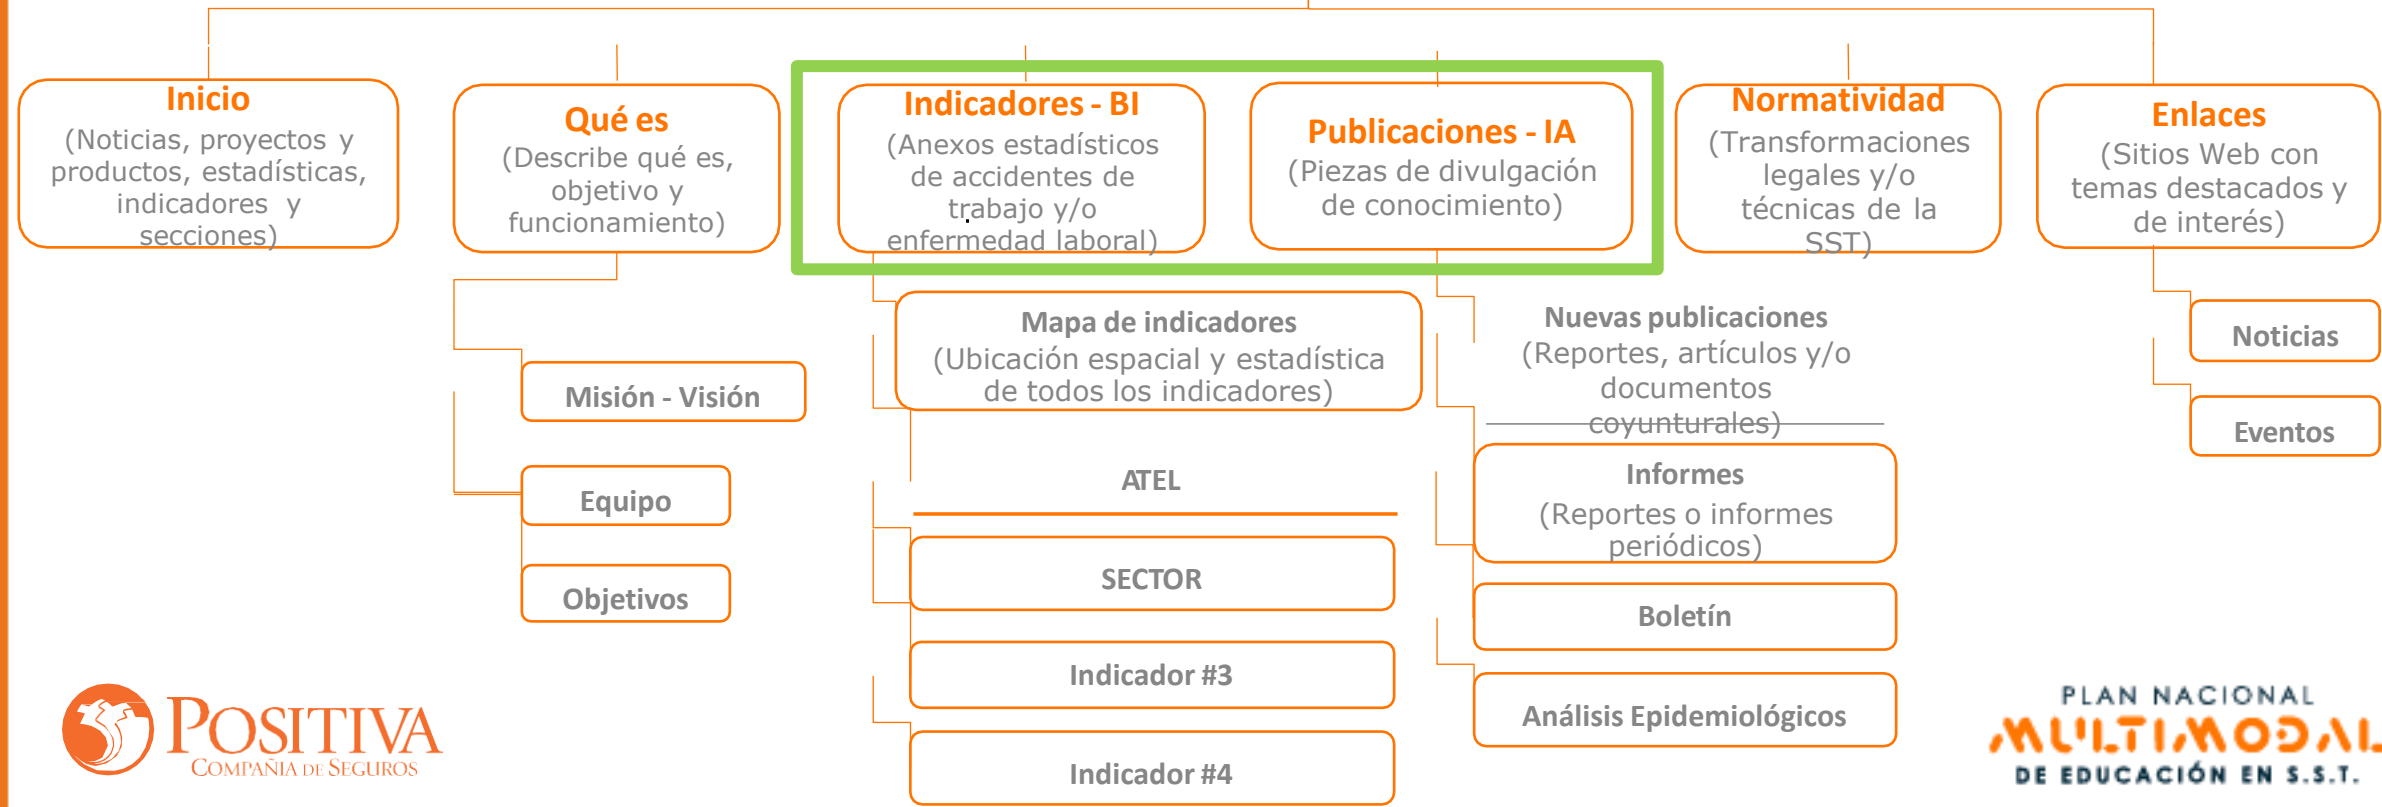 Inicio
(Noticias, proyectos y
productos, estadísticas,
indicadores y
secciones)
Qué es
(Describe qué es,
objetivo y
funcionamiento)
Indicadores - BI
(Anexos estadísticos
de accidentes de
trabajo y/o
enfermedad laboral)
Publicaciones - IA
(Piezas de divulgación
de conocimiento)
Normatividad
(Transformaciones
legales y/o
técnicas de la
SST)
Enlaces
(Sitios Web con
temas destacados y
de interés)
Misión - Visión
Equipo
Objetivos
Mapa de indicadores
(Ubicación espacial y estadística
de todos los indicadores)
ATEL
SECTOR
Indicador #3
Indicador #4
Nuevas publicaciones
(Reportes, artículos y/o
documentos
coyunturales)
Informes
(Reportes o informes
periódicos)
Boletín
Análisis Epidemiológicos
Noticias
Eventos
POSITIVA
COMPAÑIA DE SEGUROS
PLAN NACIONAL
MULTIMODAL
DE EDUCACIÓN EN S.S.T.